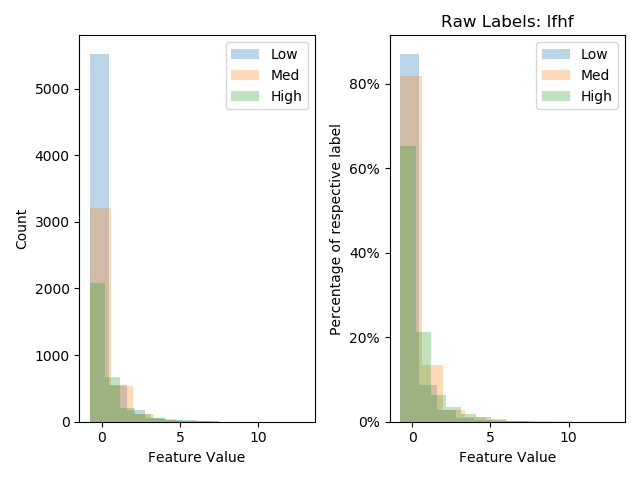 Raw Labels: lfhf
Low
Med
High
Low
Med
High
Count
5000
4000
3000
2000
1000
0
0 5 10
Feature Value
Percentage of respective label
80%
60%
40%
20%
0%
0 5 10
Feature Value